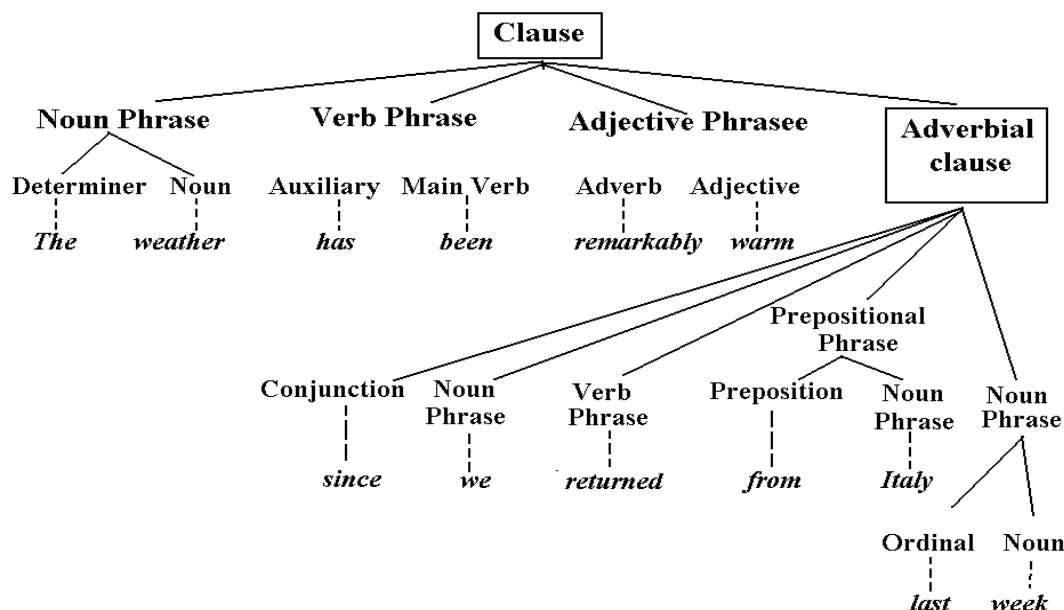 Clause
Noun Phrase Verb Phrase Adjective Phrasee Adverbial
clause
Determiner Noun Auxiliary Main Verb Adverb Adjective
The weather has been remarkably warm
Prepositional
Phrase
Conjunction Noun Verb Preposition Noun Noun
Phrase Phrase Phrase Phrase
since we returned from Italy
Ordinal Noun
last week